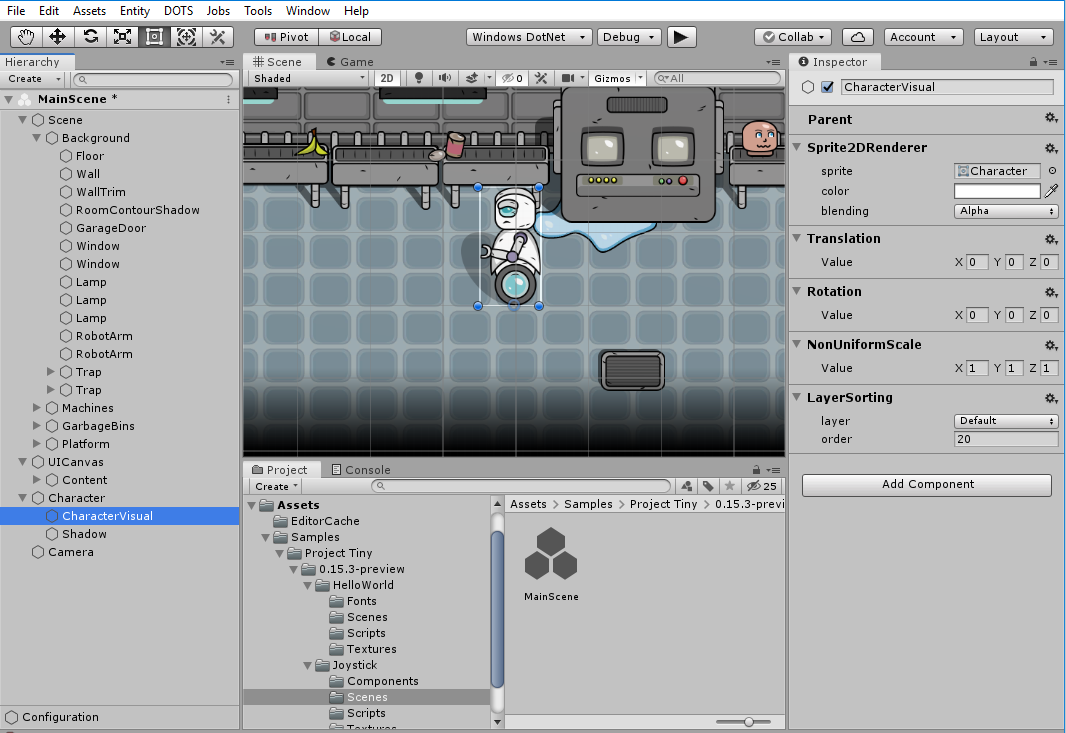 File Edit Assets Entity DOTS Jobs Tools Window Help
Pivot Local Windows DotNet Debug Collab Account Layout
Hierarchy
Create
MainScene *
Scene
Background
Floor
Wall
WallTrim
RoomContourShadow
GarageDoor
Window
Window
Lamp
Lamp
Lamp
RobotArm
RobotArm
Trap
Trap
Machines
GarbageBins
Platform
UICanvas
Content
Character
CharacterVisual
Shadow
Camera
Configuration
Scene Game
Shaded 2D 0 Gizmos All
Project Console
Create 25
Assets
EditorCache
Samples
Project Tiny
0.15.3-preview
HelloWorld
Fonts
Scenes
Scripts
Textures
Joystick
Components
Scenes
Scripts
Textures
Assets > Samples > Project Tiny > 0.15.3-previ
MainScene
Inspector
CharacterVisual
Parent
Sprite2DRenderer
sprite Character
color
blending Alpha
Translation
Value X 0 Y 0 Z 0
Rotation
Value X 0 Y 0 Z 0
NonUniformScale
Value X 1 Y 1 Z 1
LayerSorting
layer Default
order 20
Add Component